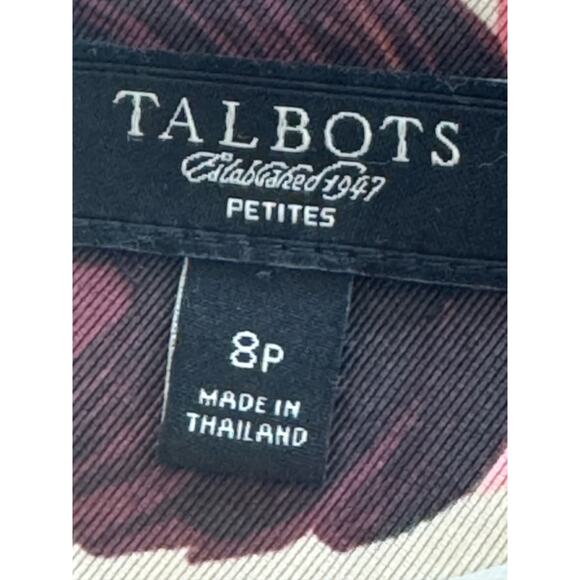 TALBOTS
Established 1947
PETITES
8P
MADE IN
THAILAND